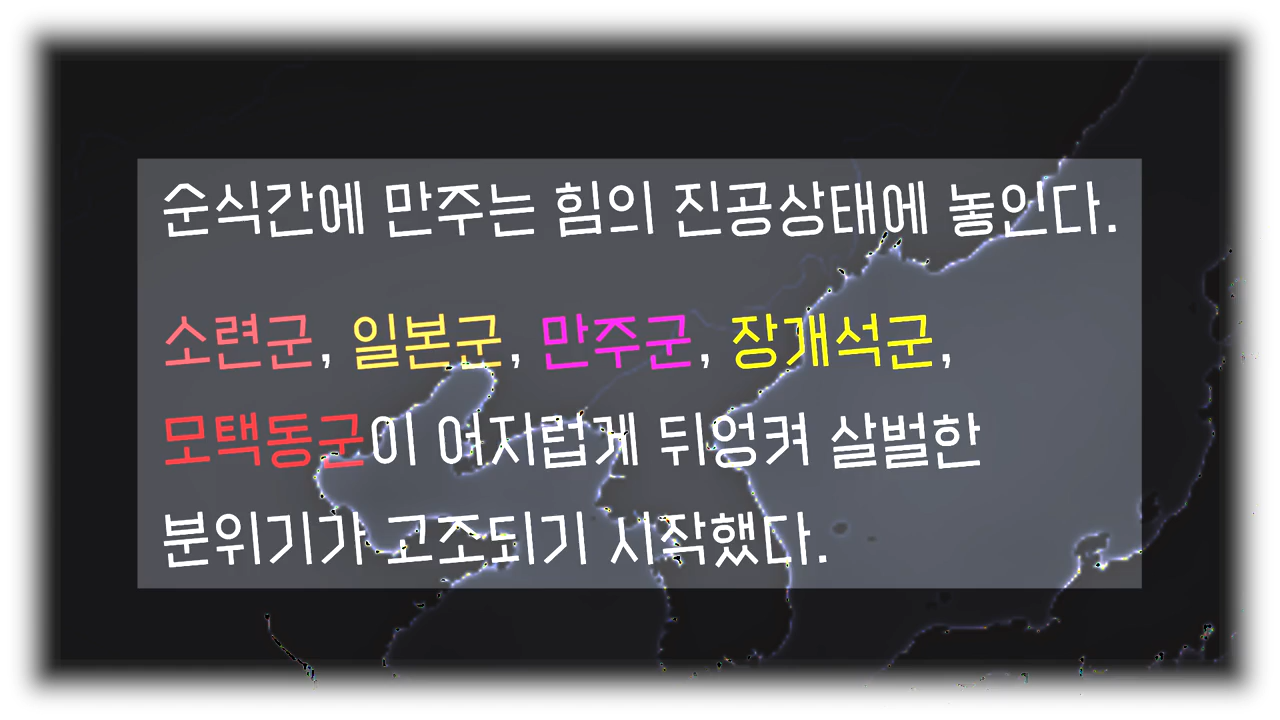 순식간에 만주는 힘의 진공상태에 놓인다.
소련군, 일본군, 만주군, 장개석군,
모택동군이 어지럽게 뒤엉켜 살벌한
분위기가 고조되기 시작했다.